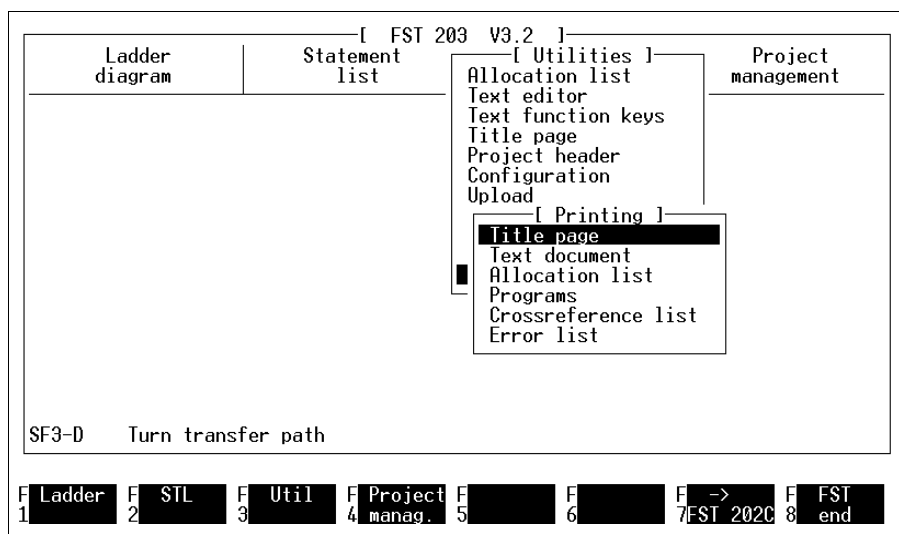 [ FST 203 V3.2 ]
Ladder diagram
Statement list
[ Utilities ]
Allocation list
Text editor
Text function keys
Title page
Project header
Configuration
Upload
[ Printing ]
Title page
Text document
Allocation list
Programs
Crossreference list
Error list
Project management
SF3-D Turn transfer path
F1 Ladder
F2 STL
F3 Util
F4 Project manag.
F5
F6
F7 -> FST 202C
F8 FST end